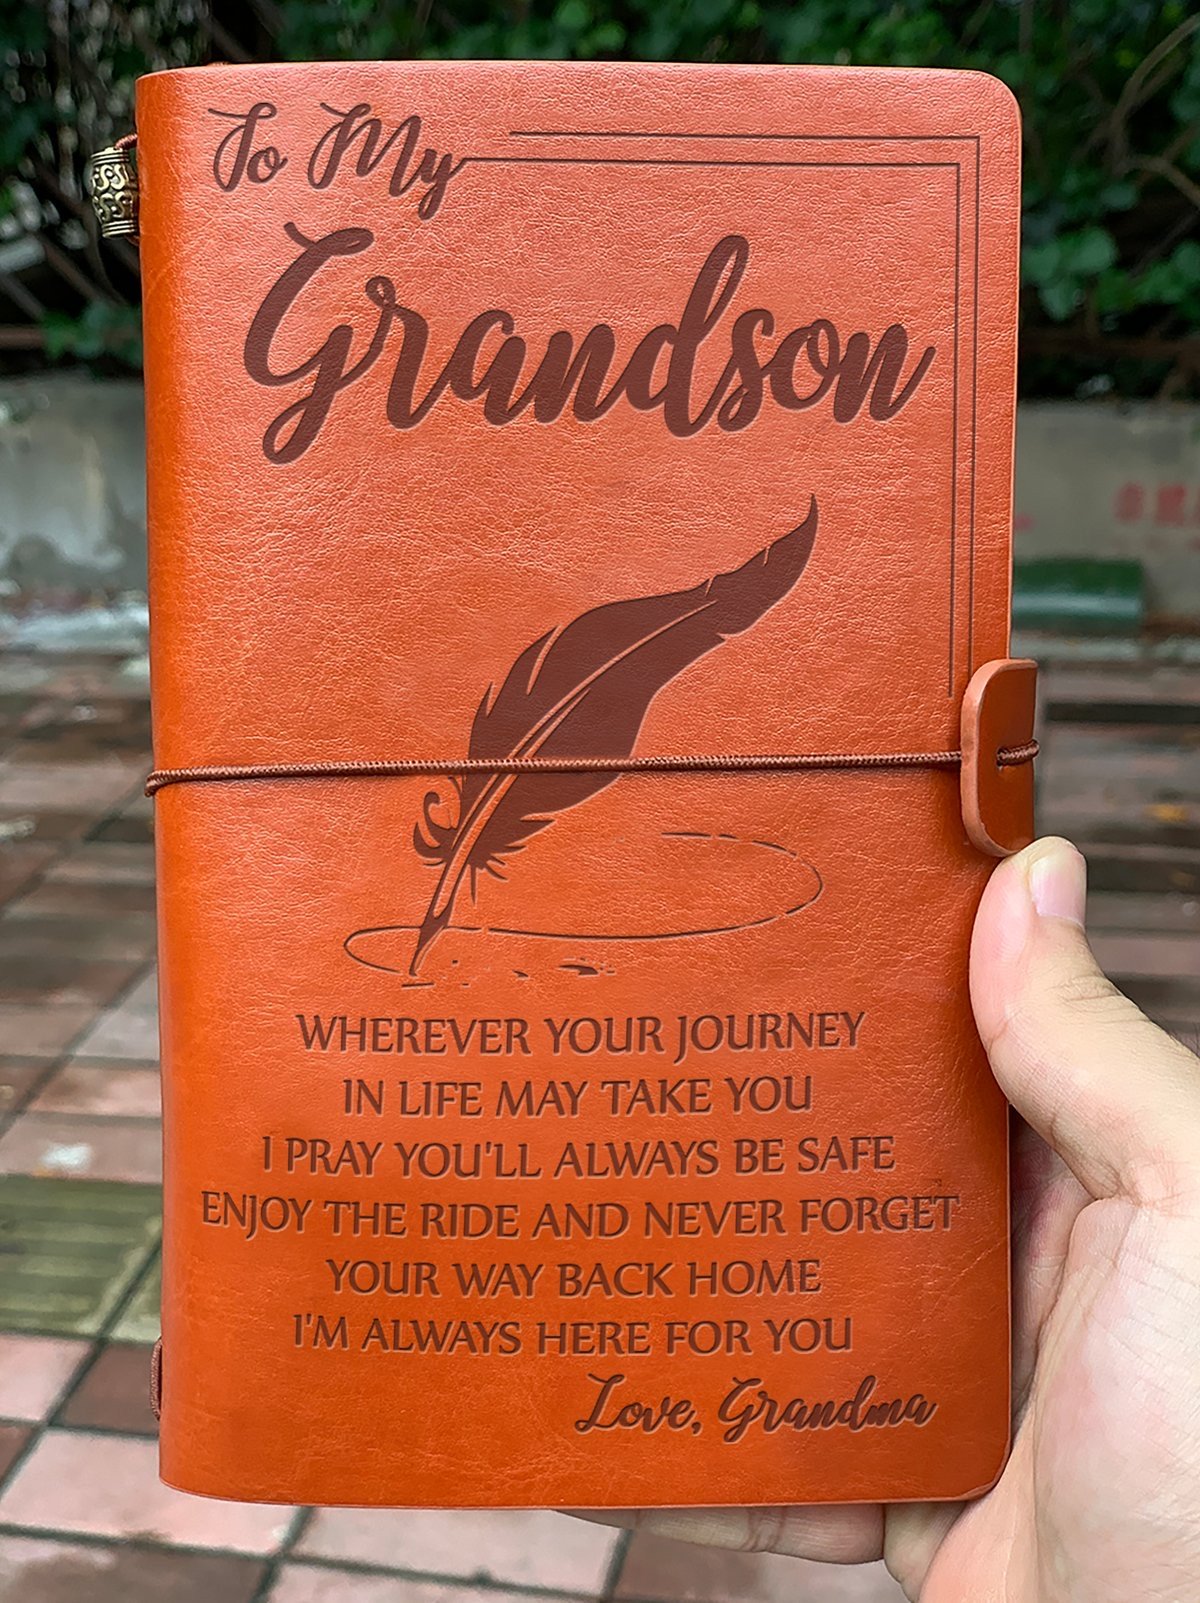 To My
Grandson
WHEREVER YOUR JOURNEY
IN LIFE MAY TAKE YOU
I PRAY YOU'LL ALWAYS BE SAFE
ENJOY THE RIDE AND NEVER FORGET
YOUR WAY BACK HOME
I'M ALWAYS HERE FOR YOU
Love, Grandma